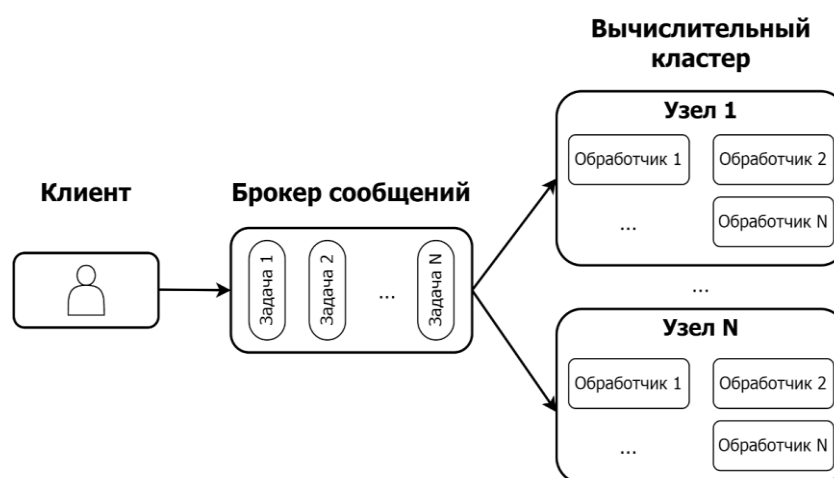 Вычислительный
кластер
Клиент
Брокер сообщений
Задача 1
Задача 2
...
Задача N
Узел 1
Обработчик 1
Обработчик 2
...
Обработчик N
...
Узел N
Обработчик 1
Обработчик 2
...
Обработчик N